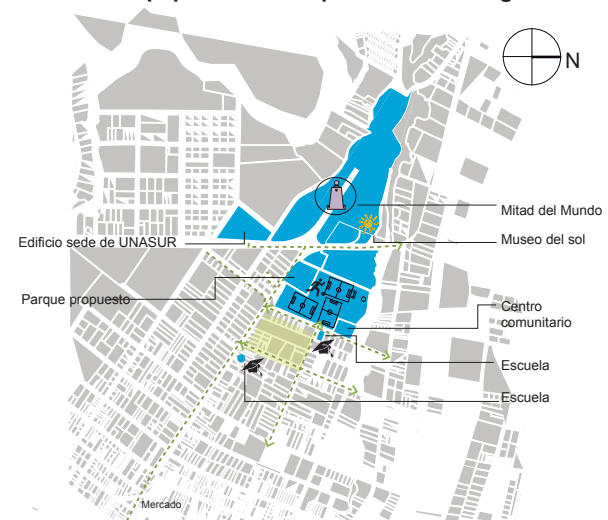 N
Mitad del Mundo
Edificio sede de UNASUR
Museo del sol
Parque propuesto
Centro
comunitario
Escuela
Escuela
Mercado